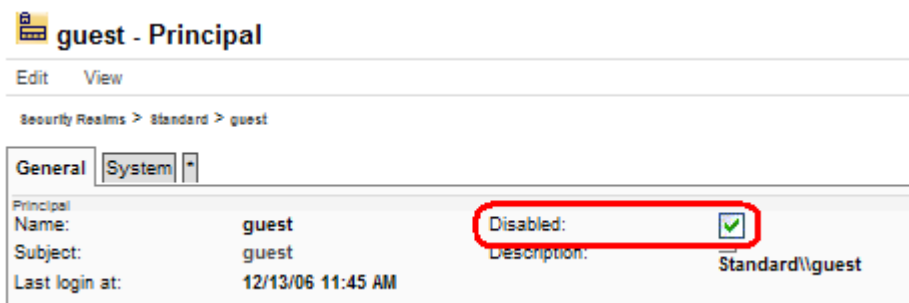 guest - Principal
Edit View
Security Realms > Standard > guest
General System *
Principal
Name: guest Disabled:
Subject: guest Description: Standard\\guest
Last login at: 12/13/06 11:45 AM